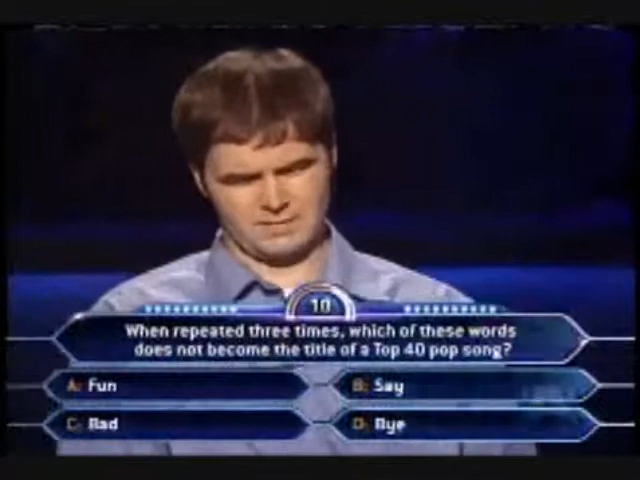 10
When repeated three times, which of these words
does not become the title of a Top 40 pop song?
A: Fun
B: Say
C: Bad
D: Bye